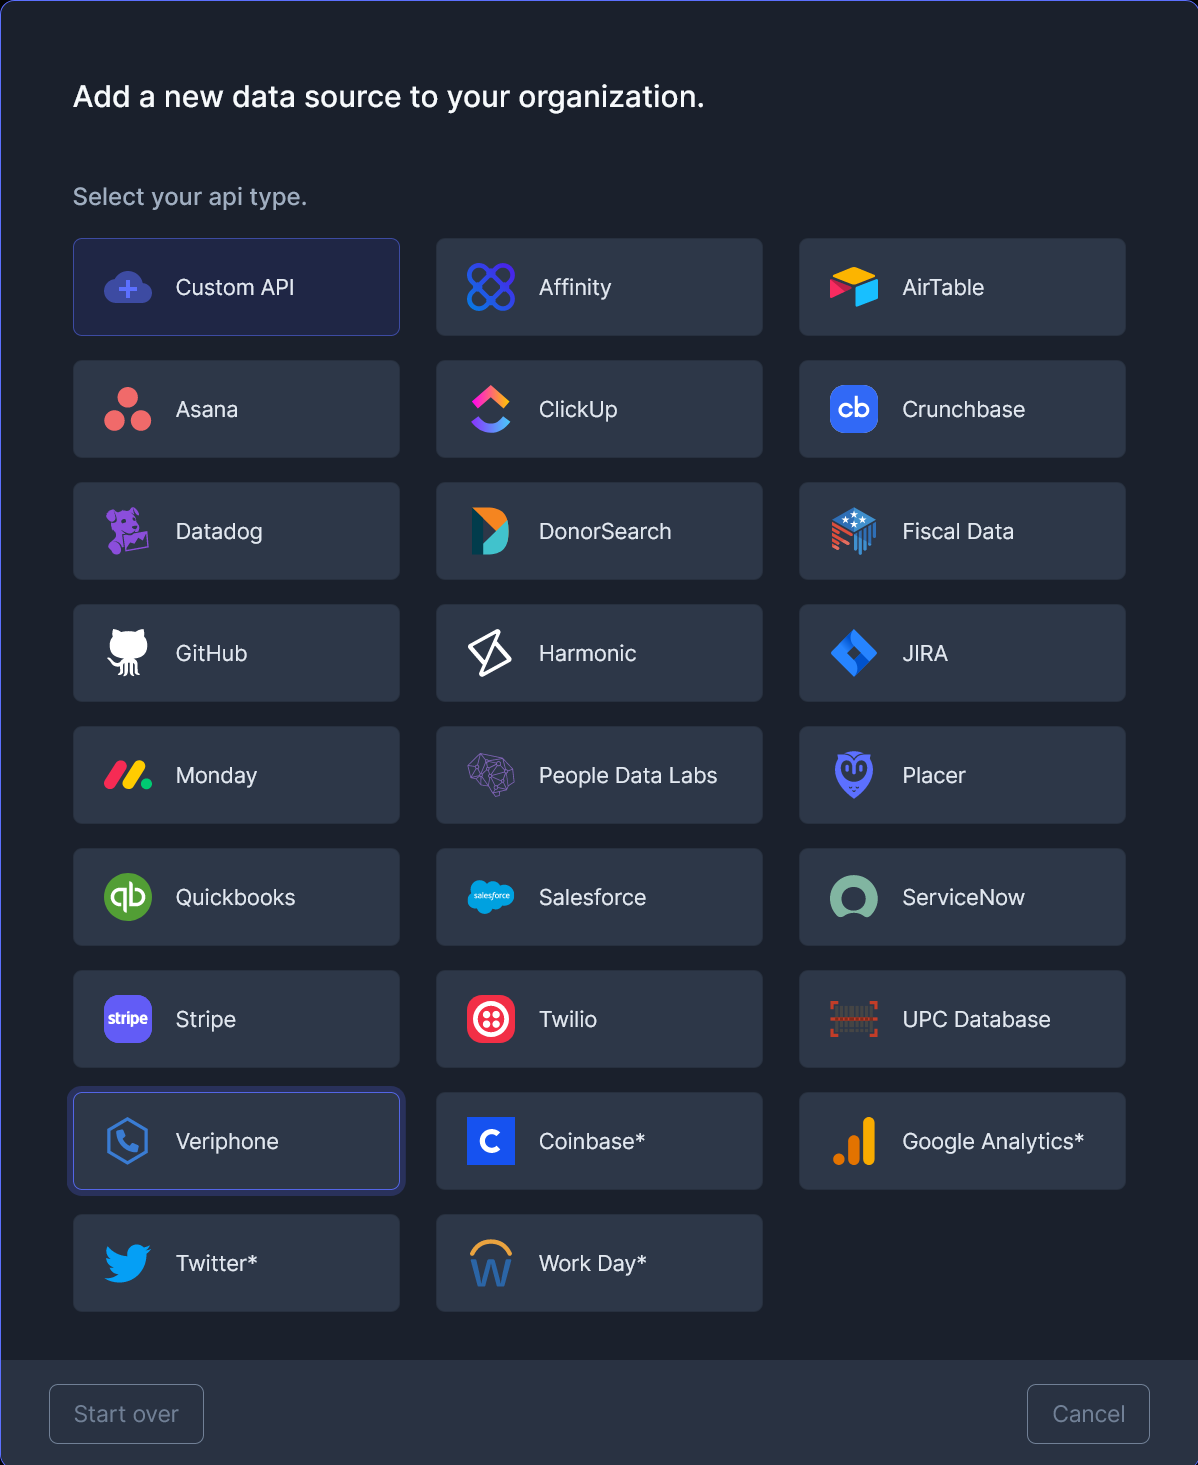 Add a new data source to your organization.
Select your api type.
Custom API
Affinity
AirTable
Asana
ClickUp
cb
Crunchbase
Datadog
DonorSearch
Fiscal Data
GitHub
Harmonic
JIRA
Monday
People Data Labs
Placer
qb
Quickbooks
salesforce
Salesforce
ServiceNow
stripe
Stripe
Twilio
UPC Database
Veriphone
C
Coinbase*
Google Analytics*
Twitter*
W
Work Day*
Start over
Cancel